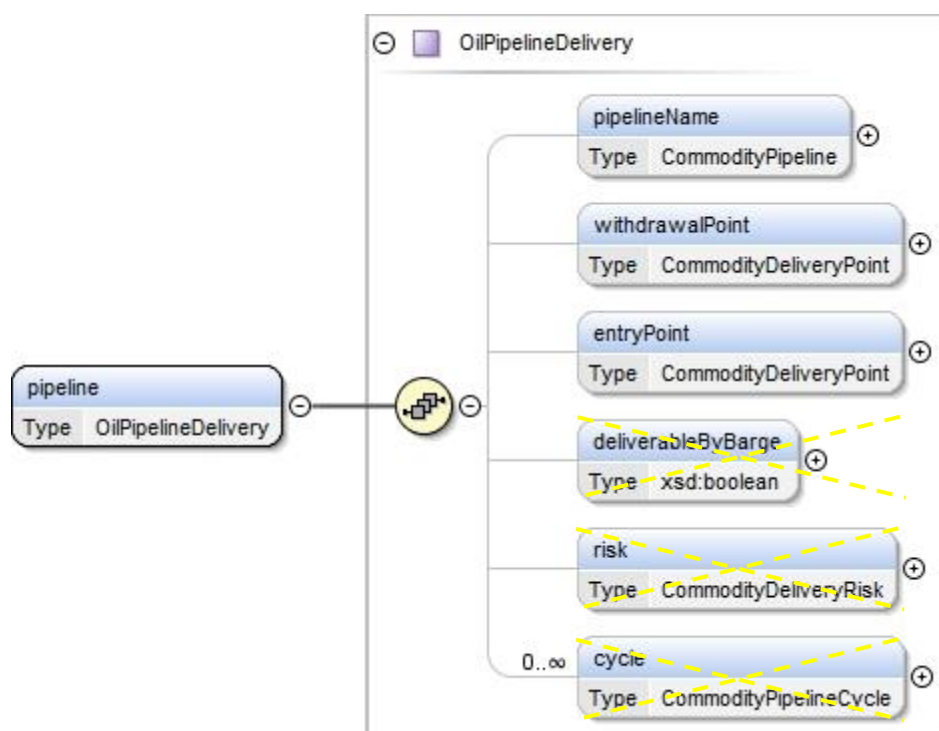 OilPipelineDelivery
pipelineName
Type CommodityPipeline
withdrawalPoint
Type CommodityDeliveryPoint
entryPoint
Type CommodityDeliveryPoint
pipeline
Type OilPipelineDelivery
deliverableByBarge
Type xsd:boolean
risk
Type CommodityDeliveryRisk
0..∞ cycle
Type CommodityPipelineCycle